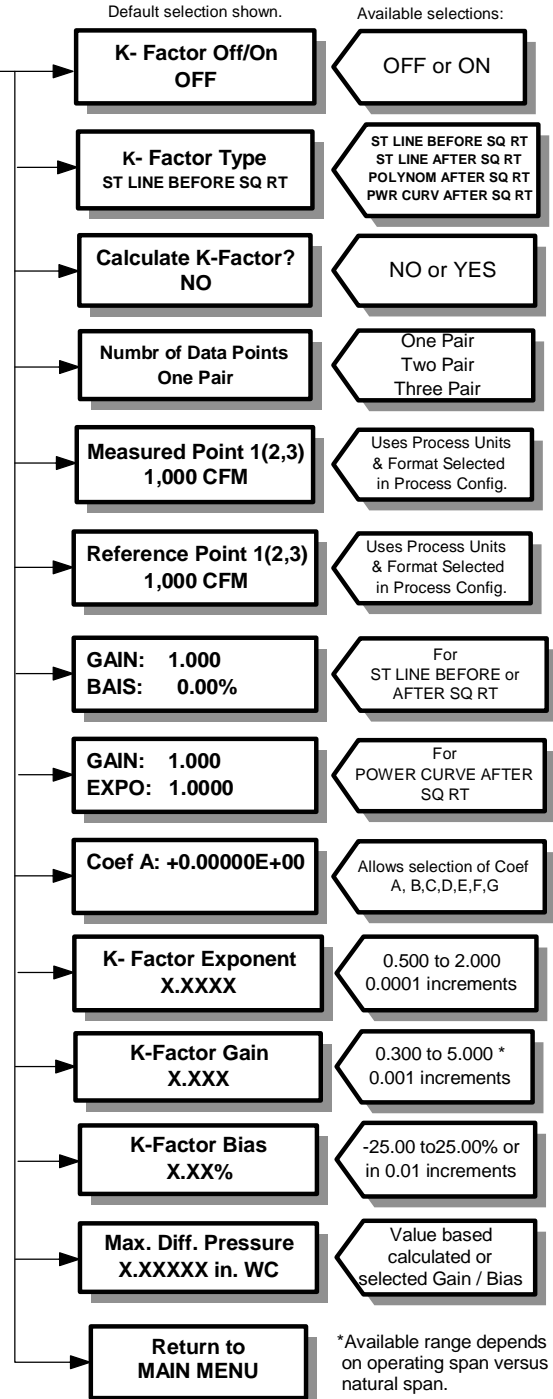 Default selection shown.
Available selections:
K- Factor Off/On
OFF
OFF or ON
K- Factor Type
ST LINE BEFORE SQ RT
ST LINE BEFORE SQ RT
ST LINE AFTER SQ RT
POLYNOM AFTER SQ RT
PWR CURV AFTER SQ RT
Calculate K-Factor?
NO
NO or YES
Numbr of Data Points
One Pair
One Pair
Two Pair
Three Pair
Measured Point 1(2,3)
1,000 CFM
Uses Process Units
& Format Selected
in Process Config.
Reference Point 1(2,3)
1,000 CFM
Uses Process Units
& Format Selected
in Process Config.
GAIN: 1.000
BAIS: 0.00%
For
ST LINE BEFORE or
AFTER SQ RT
GAIN: 1.000
EXPO: 1.0000
For
POWER CURVE AFTER
SQ RT
Coef A: +0.00000E+00
Allows selection of Coef
A, B,C,D,E,F,G
K- Factor Exponent
X.XXXX
0.500 to 2.000
0.0001 increments
K-Factor Gain
X.XXX
0.300 to 5.000 *
0.001 increments
K-Factor Bias
X.XX%
-25.00 to25.00% or
in 0.01 increments
Max. Diff. Pressure
X.XXXXX in. WC
Value based
calculated or
selected Gain / Bias
Return to
MAIN MENU
*Available range depends
on operating span versus
natural span.